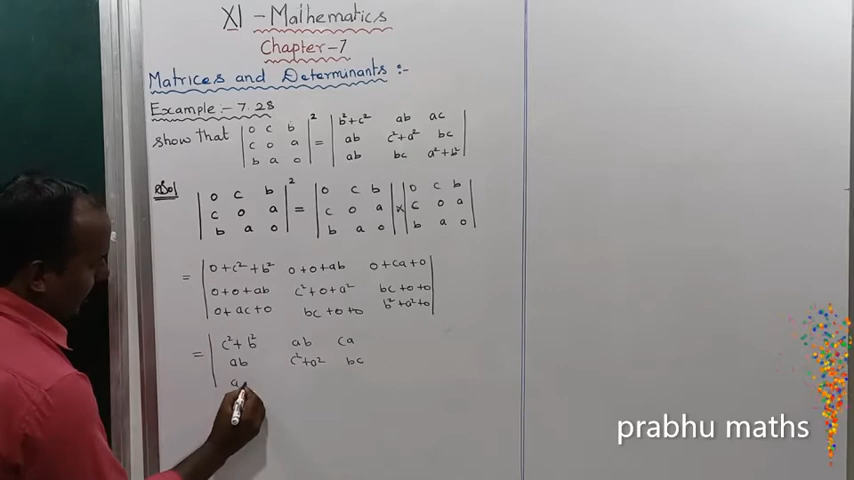 XI - Mathematics
Chapter-7
Matrices and Determinants :-
Example :- 7.28
show that | 0 c b |² = | b²+c² ab ac |
| c 0 a | | ab c²+a² bc |
| b a 0 | | ab bc a²+b² |
Sol
| 0 c b |² = | 0 c b | × | 0 c b |
| c 0 a | | c 0 a | | c 0 a |
| b a 0 | | b a 0 | | b a 0 |
= | 0+c²+b² 0+0+ab 0+ca+0 |
| 0+0+ab c²+0+a² bc+0+0 |
| 0+ac+0 bc+0+0 b²+a²+0 |
= | c²+b² ab ca
| ab c²+a² bc
| a
prabhu maths